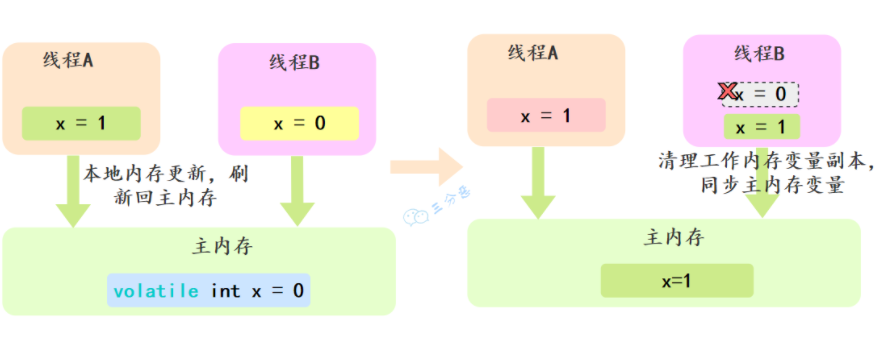 线程A
x = 1
线程B
x = 0
本地内存更新，刷
新回主内存
主内存
volatile int x = 0
三分恶
线程A
x = 1
线程B
x = 0
x = 1
清理工作内存变量副本，
同步主内存变量
主内存
x=1